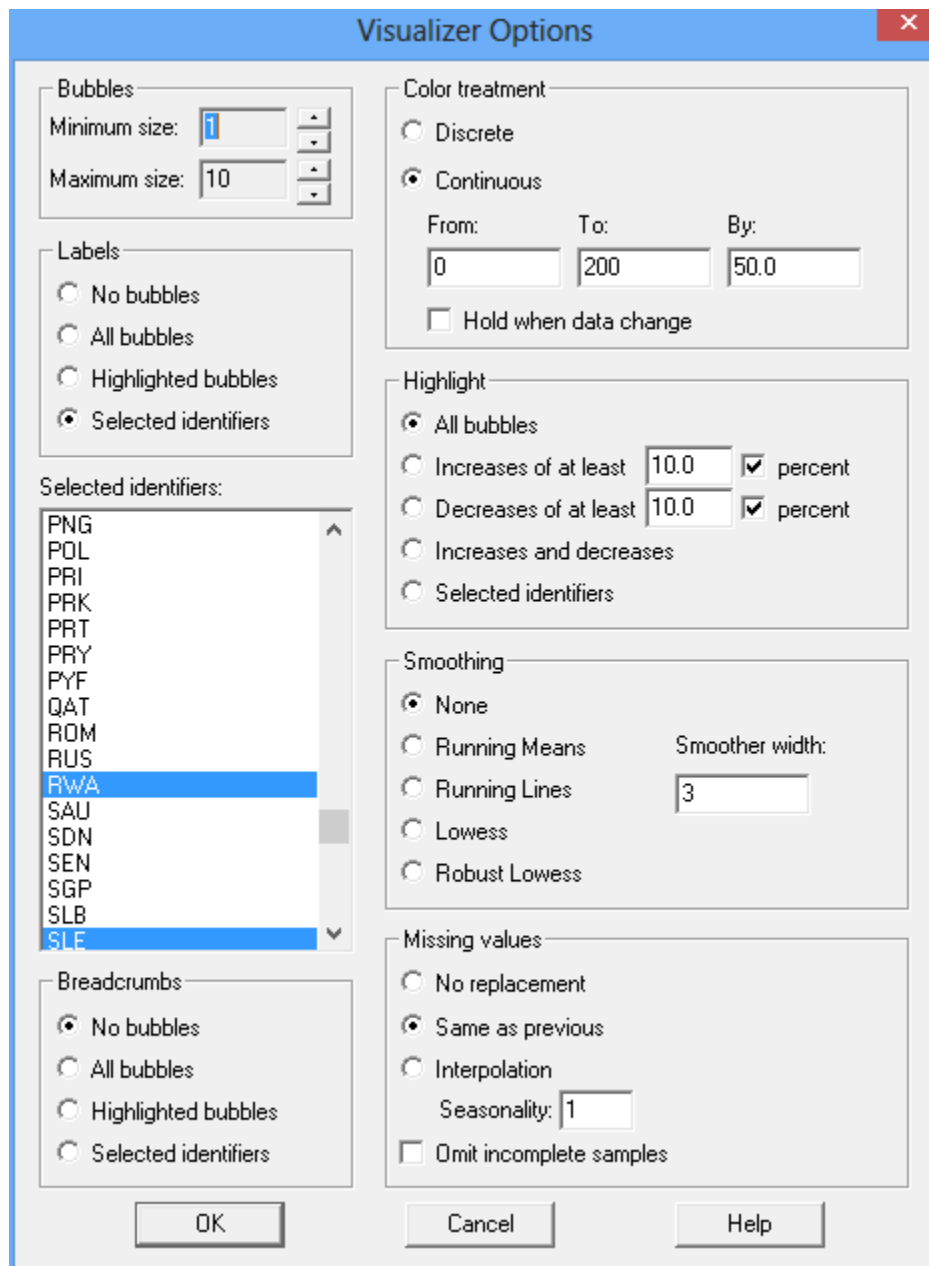 Visualizer Options
Bubbles
Minimum size: 1
Maximum size: 10
Labels
No bubbles
All bubbles
Highlighted bubbles
Selected identifiers
Selected identifiers:
PNG
POL
PRI
PRK
PRT
PRY
PYF
QAT
ROM
RUS
RWA
SAU
SDN
SEN
SGP
SLB
SLE
Breadcrumbs
No bubbles
All bubbles
Highlighted bubbles
Selected identifiers
Color treatment
Discrete
Continuous
From: To: By:
0 200 50.0
Hold when data change
Highlight
All bubbles
Increases of at least 10.0 percent
Decreases of at least 10.0 percent
Increases and decreases
Selected identifiers
Smoothing
None
Running Means Smoother width:
Running Lines 3
Lowess
Robust Lowess
Missing values
No replacement
Same as previous
Interpolation
Seasonality: 1
Omit incomplete samples
OK Cancel Help